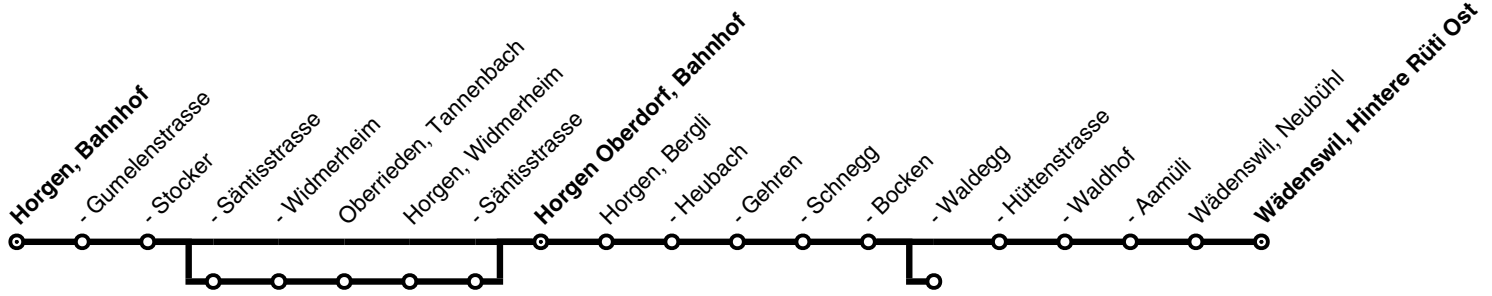 Horgen, Bahnhof
- Gumelenstrasse
- Stocker
- Säntisstrasse
- Widmerheim
Oberrieden, Tannenbach
Horgen, Widmerheim
- Säntisstrasse
Horgen Oberdorf, Bahnhof
Horgen, Bergli
- Heubach
- Gehren
- Schnegg
- Bocken
- Waldegg
- Hüttenstrasse
- Waldhof
- Aamüli
Wädenswil, Neubühl
Wädenswil, Hintere Rüti Ost